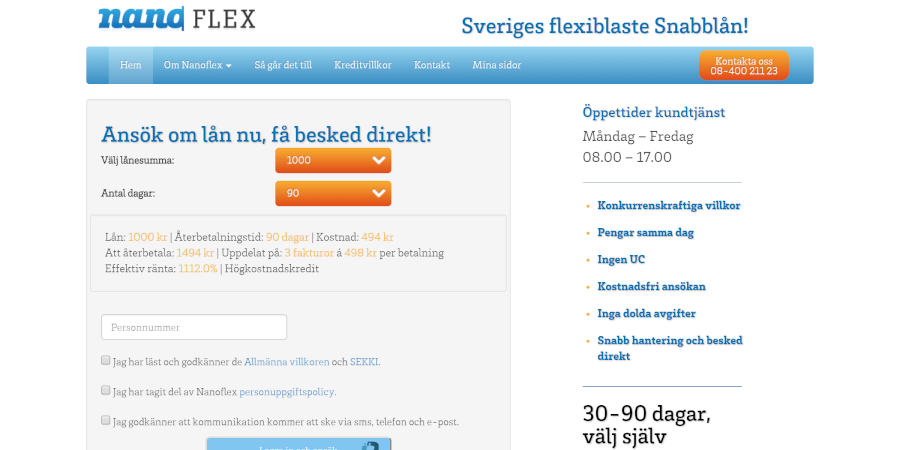 nano FLEX
Sveriges flexiblaste Snabblån!
Hem
Om Nanoflex
Så går det till
Kreditvillkor
Kontakt
Mina sidor
Kontakta oss
08-400 211 23
Ansök om lån nu, få besked direkt!
Välj lånesumma:
1000
Antal dagar:
90
Lån: 1000 kr | Återbetalningstid: 90 dagar | Kostnad: 494 kr
Att återbetala: 1494 kr | Uppdelat på: 3 fakturor á 498 kr per betalning
Effektiv ränta: 1112.0% | Högkostnadskredit
Personnummer
Jag har läst och godkänner de Allmänna villkoren och SEKKI.
Jag har tagit del av Nanoflex personuppgiftspolicy.
Jag godkänner att kommunikation kommer att ske via sms, telefon och e-post.
Öppettider kundtjänst
Måndag – Fredag
08.00 – 17.00
Konkurrenskraftiga villkor
Pengar samma dag
Ingen UC
Kostnadsfri ansökan
Inga dolda avgifter
Snabb hantering och besked
direkt
30-90 dagar,
välj själv